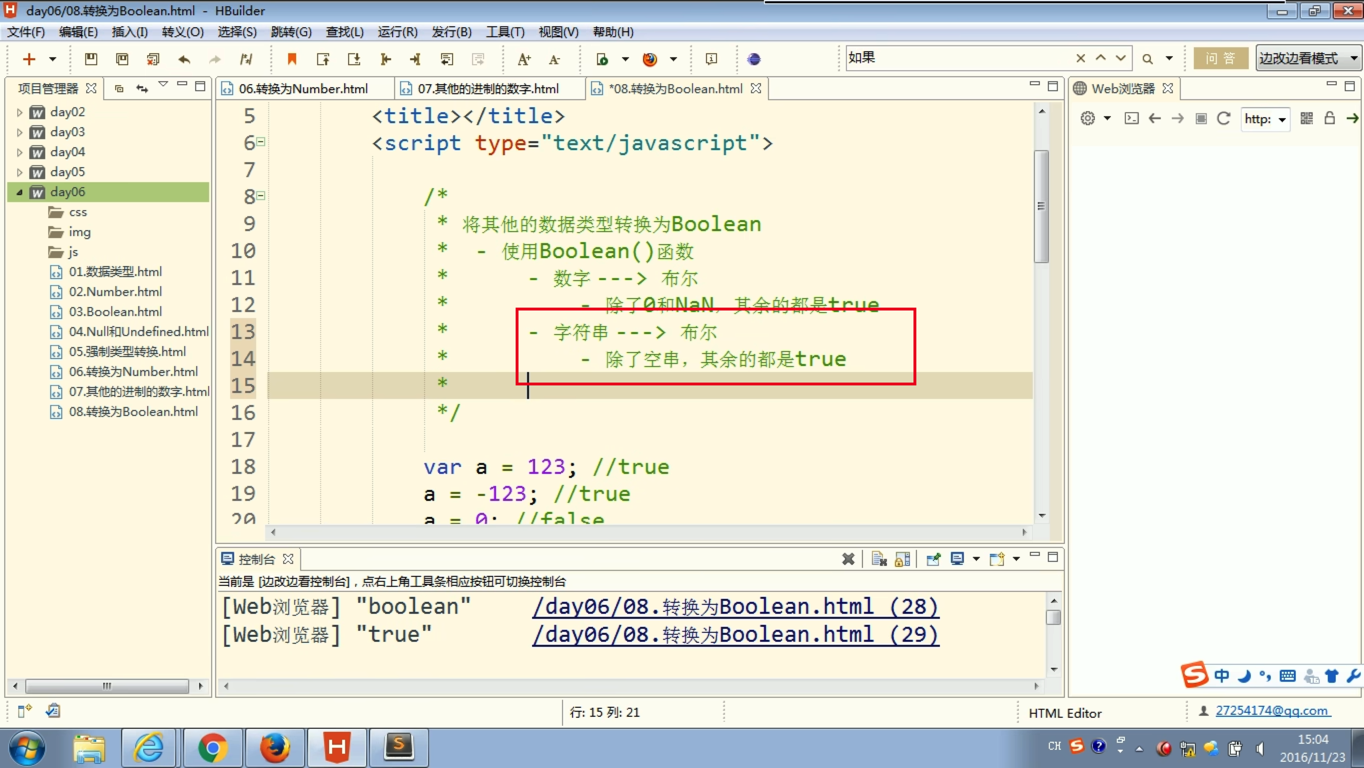 day06/08.转换为Boolean.html - HBuilder
文件(F) 编辑(E) 插入(I) 转义(O) 选择(S) 跳转(G) 查找(L) 运行(R) 发行(B) 工具(T) 视图(V) 帮助(H)
如果
问 答
边改边看模式
项目管理器
06.转换为Number.html
07.其他的进制的数字.html
*08.转换为Boolean.html
Web浏览器
http:
day02
day03
day04
day05
day06
css
img
js
01.数据类型.html
02.Number.html
03.Boolean.html
04.Null和Undefined.html
05.强制类型转换.html
06.转换为Number.html
07.其他的进制的数字.html
08.转换为Boolean.html
5 <title></title>
6 <script type="text/javascript">
7
8 /*
9 * 将其他的数据类型转换为Boolean
10 * - 使用Boolean()函数
11 * - 数字 ---> 布尔
12 * - 除了0和NaN，其余的都是true
13 * - 字符串 ---> 布尔
14 * - 除了空串，其余的都是true
15 *
16 */
17
18 var a = 123; //true
19 a = -123; //true
20 a = 0; //false
控制台
当前是 [边改边看控制台]，点右上角工具条相应按钮可切换控制台
[Web浏览器] "boolean" /day06/08.转换为Boolean.html (28)
[Web浏览器] "true" /day06/08.转换为Boolean.html (29)
中
行: 15 列: 21
HTML Editor
27254174@qq.com
CH
15:04
2016/11/23